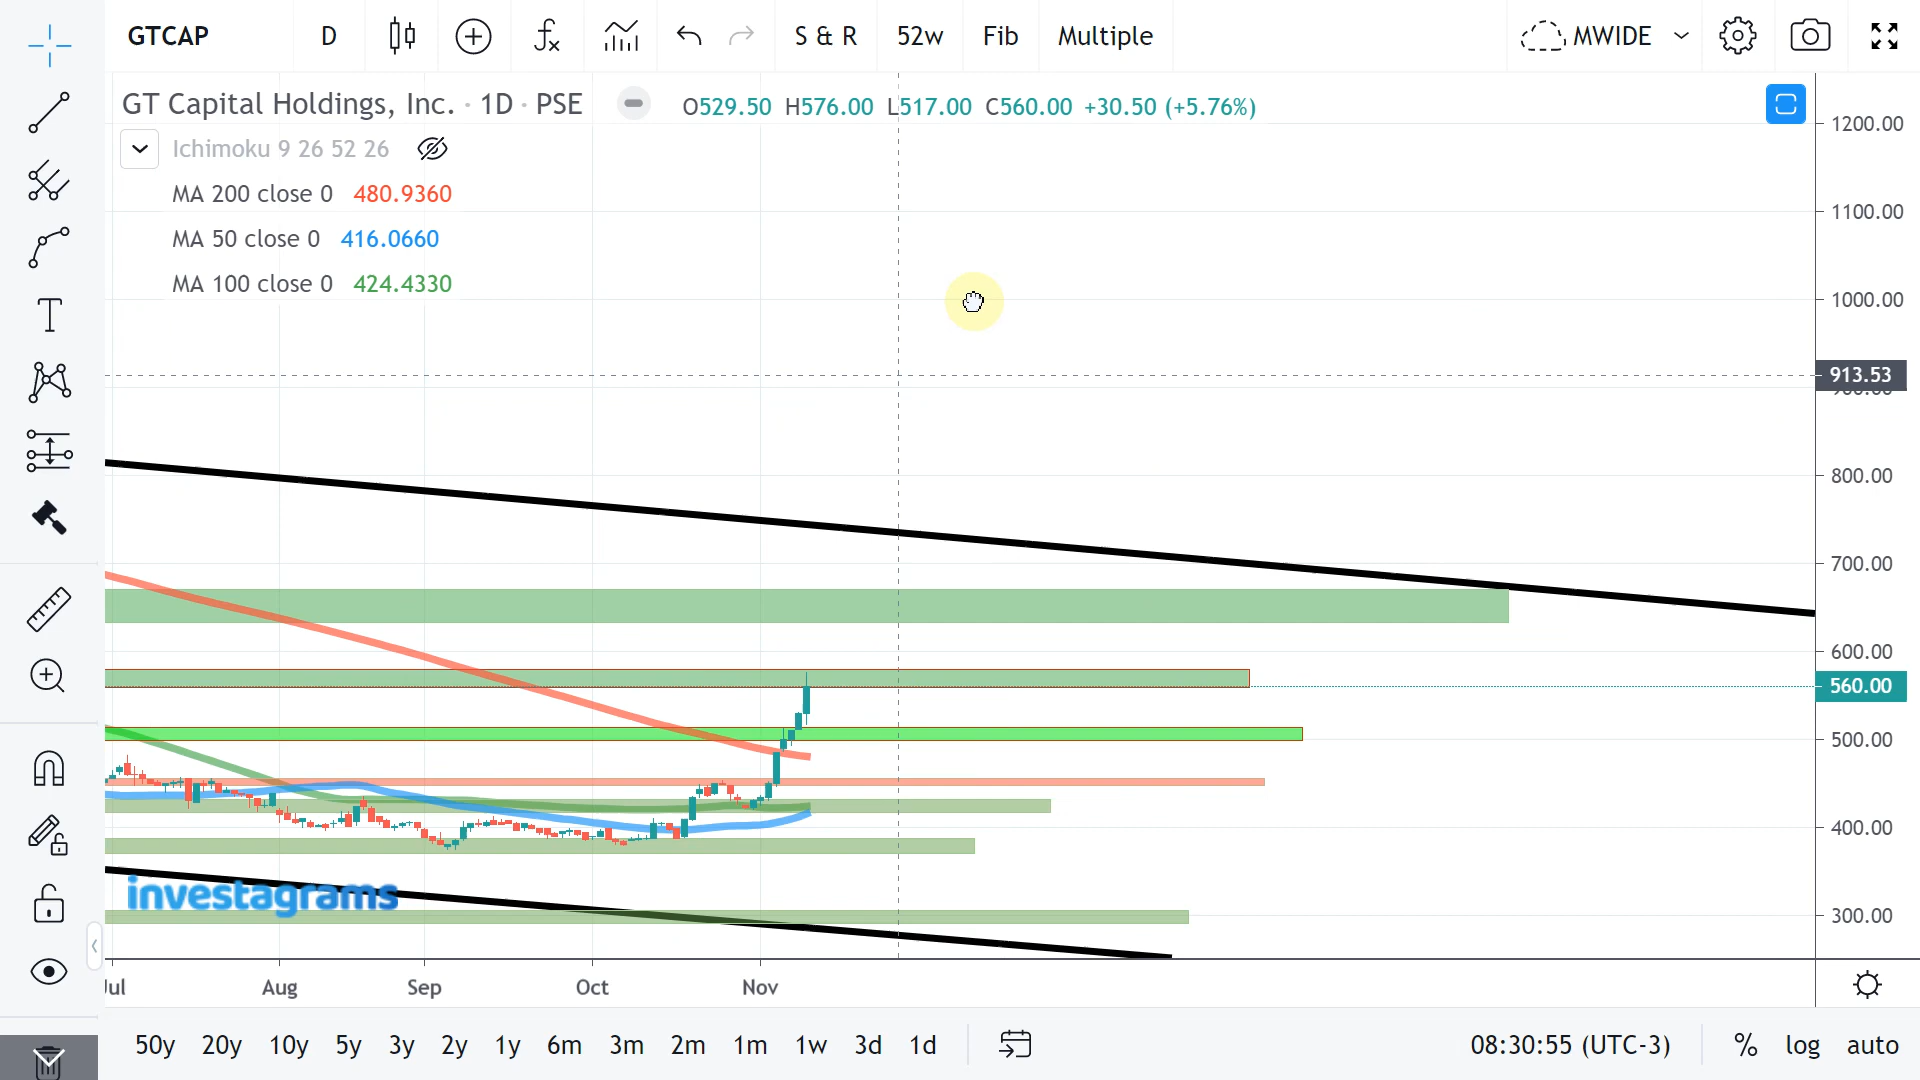 GTCAP D S & R 52w Fib Multiple MWIDE
GT Capital Holdings, Inc. · 1D · PSE O529.50 H576.00 L517.00 C560.00 +30.50 (+5.76%)
Ichimoku 9 26 52 26
MA 200 close 0 480.9360
MA 50 close 0 416.0660
MA 100 close 0 424.4330
1200.00
1100.00
1000.00
913.53
800.00
700.00
600.00
560.00
500.00
400.00
300.00
investagrams
Jul Aug Sep Oct Nov
50y 20y 10y 5y 3y 2y 1y 6m 3m 2m 1m 1w 3d 1d 08:30:55 (UTC-3) % log auto